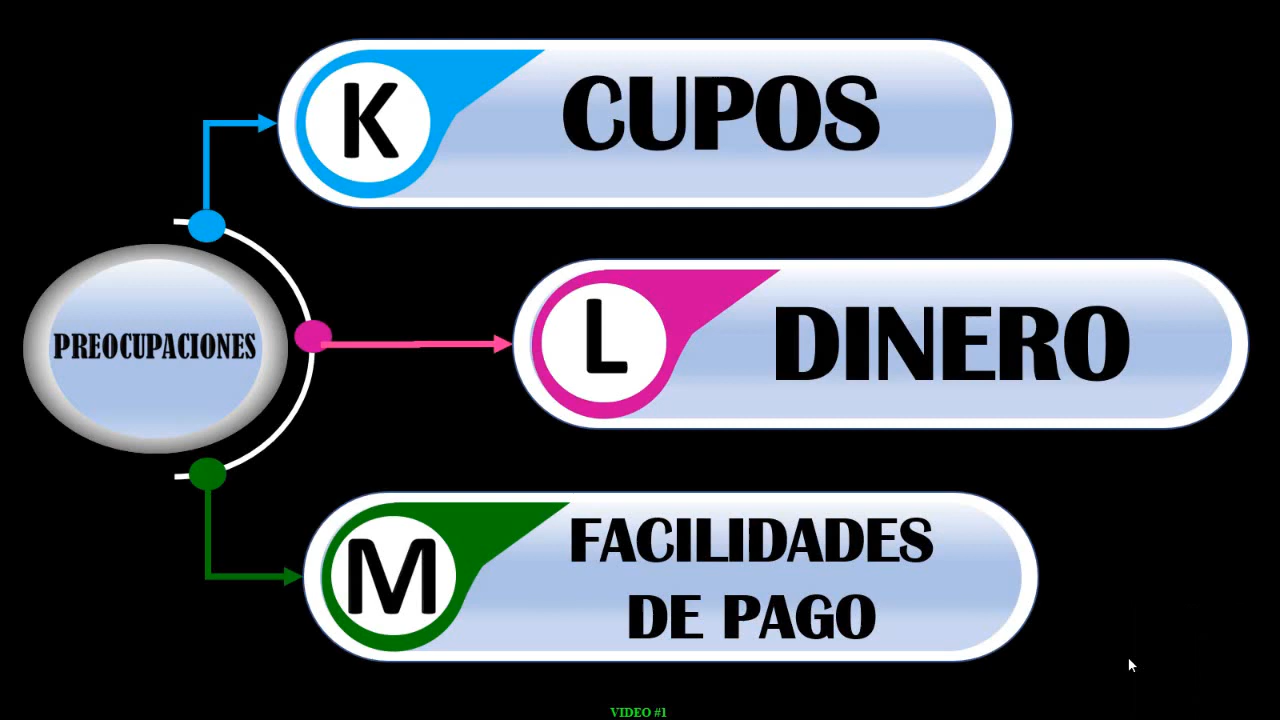 K
CUPOS
PREOCUPACIONES
L
DINERO
M
FACILIDADES
DE PAGO
VIDEO #1